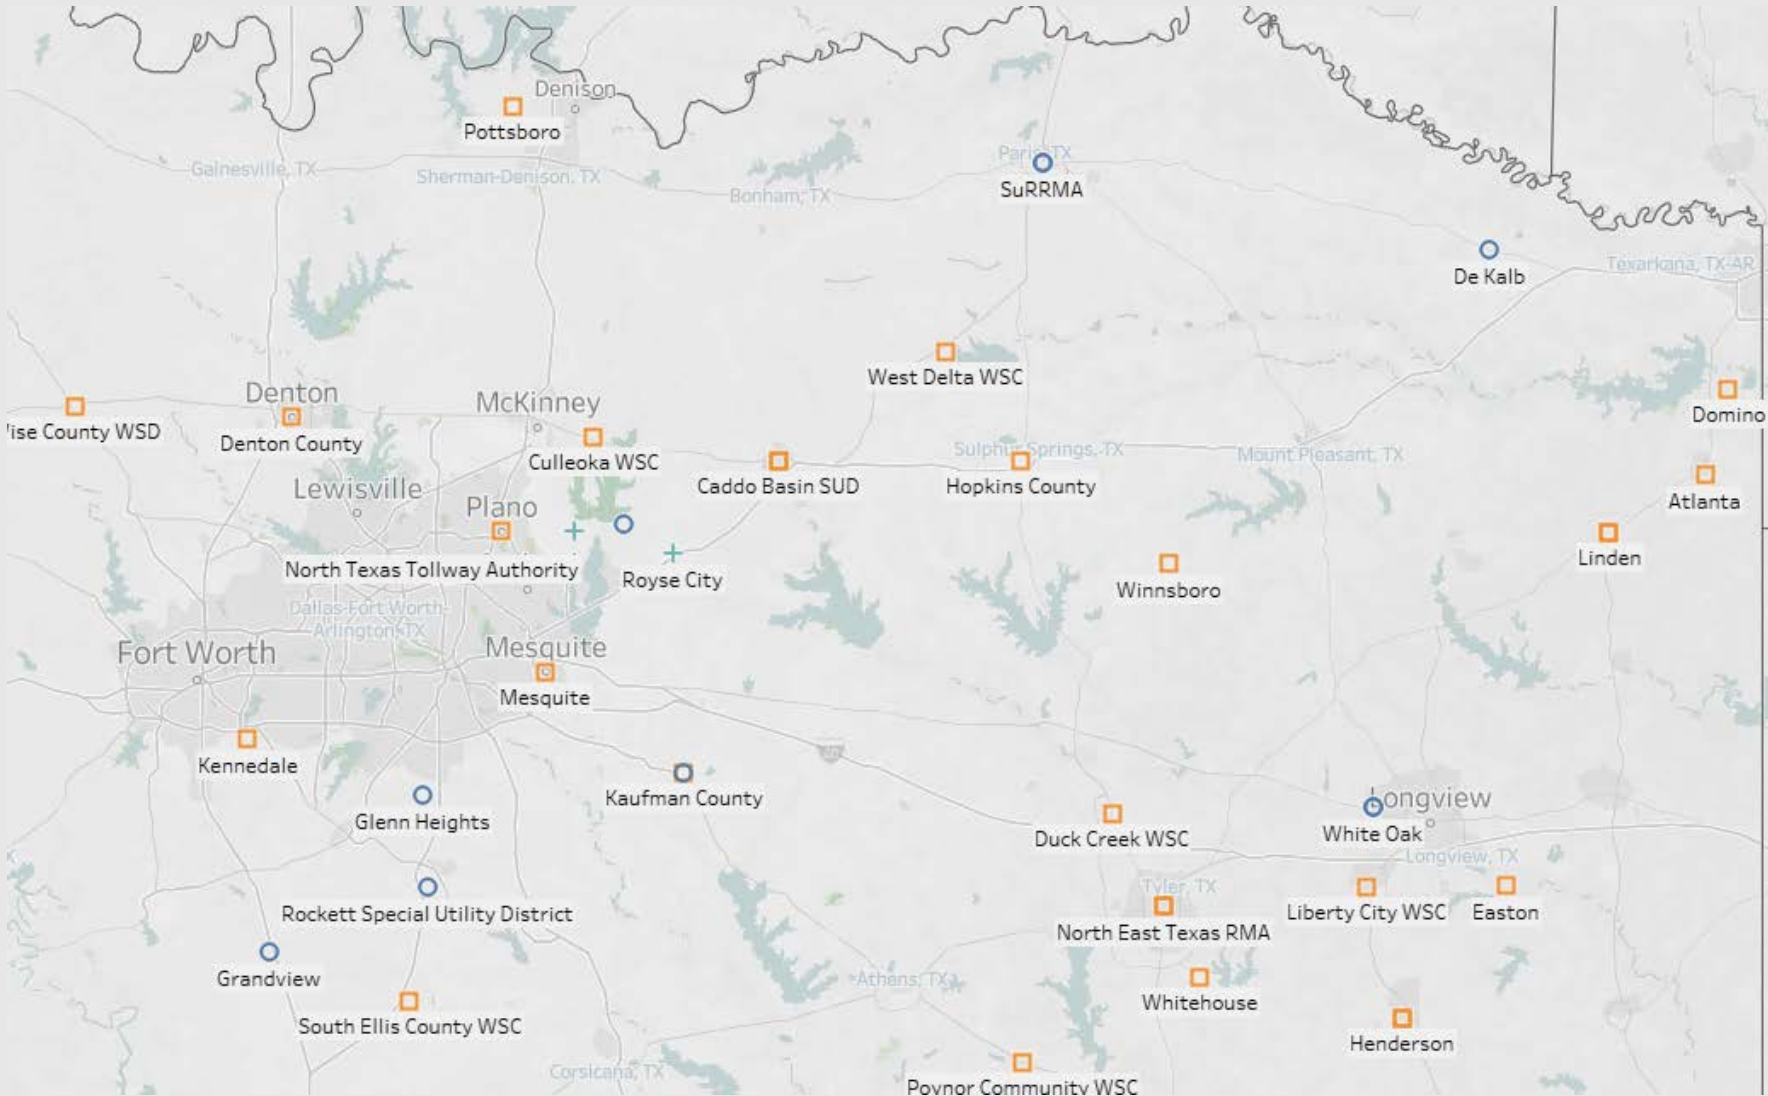 Denison
Pottsboro
Gainesville, TX
Sherman-Denison, TX
Bonham, TX
Paris, TX
SuRRMA
De Kalb
Texarkana, TX-AR
West Delta WSC
Denton
McKinney
Domino
ise County WSD
Denton County
Culleoka WSC
Sulphur Springs, TX
Mount Pleasant, TX
Lewisville
Caddo Basin SUD
Hopkins County
Atlanta
Plano
Linden
North Texas Tollway Authority
Royse City
Winnsboro
Dallas-Fort Worth-
Arlington, TX
Fort Worth
Mesquite
Mesquite
Kennedale
Kaufman County
Glenn Heights
Longview
White Oak
Duck Creek WSC
Longview, TX
Tyler, TX
Rockett Special Utility District
Liberty City WSC
Easton
North East Texas RMA
Grandview
Athens, TX
Whitehouse
South Ellis County WSC
Henderson
Corsicana, TX
Poynor Community WSC